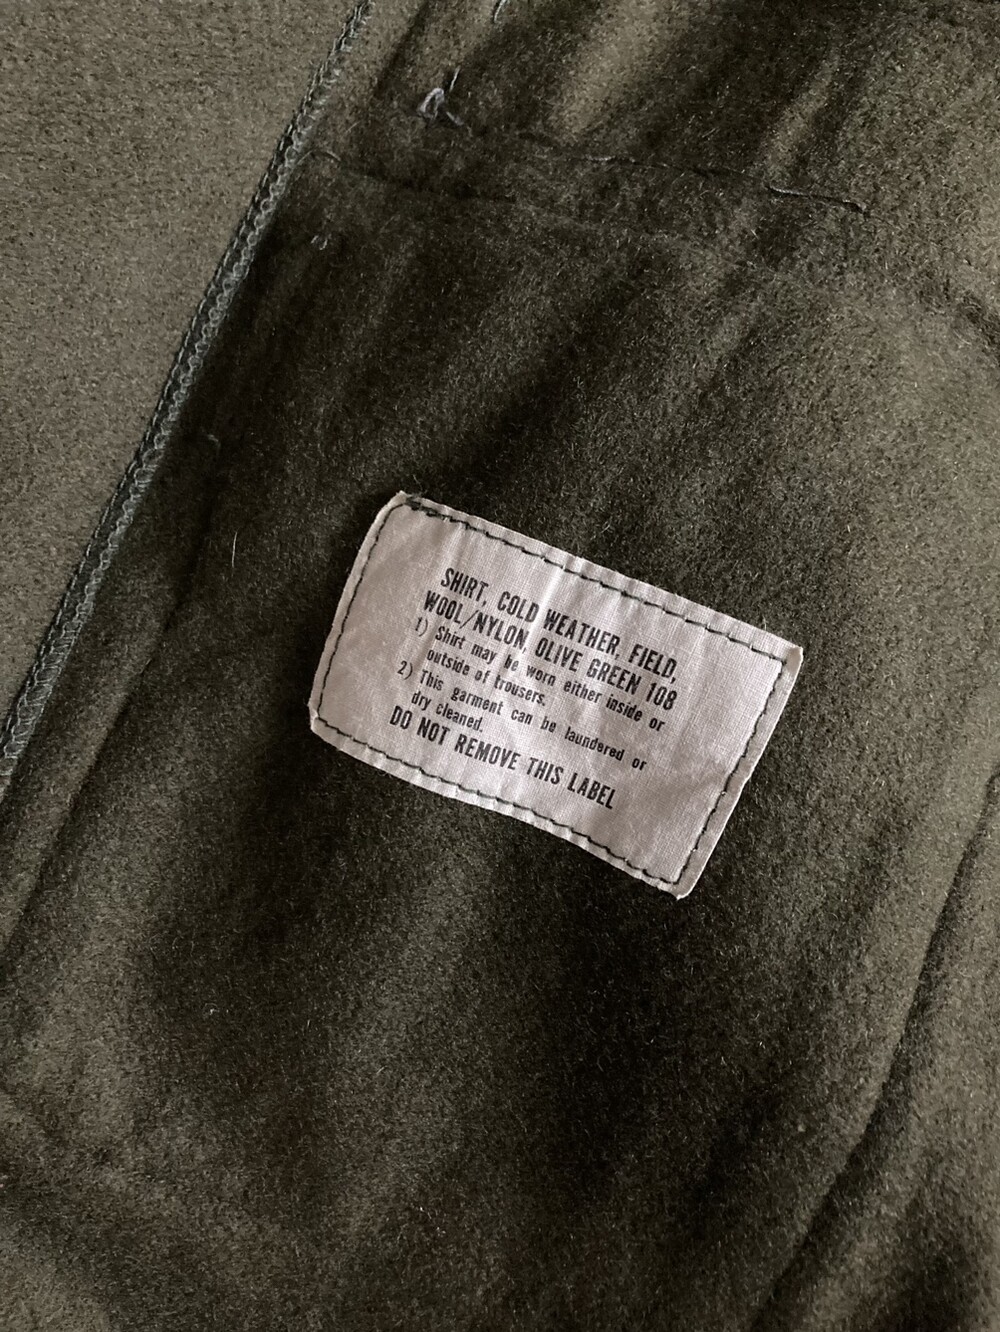 SHIRT, COLD WEATHER, FIELD,
WOOL/NYLON, OLIVE GREEN 108
1) Shirt may be worn either inside or
outside of trousers.
2) This garment can be laundered or
dry cleaned.
DO NOT REMOVE THIS LABEL